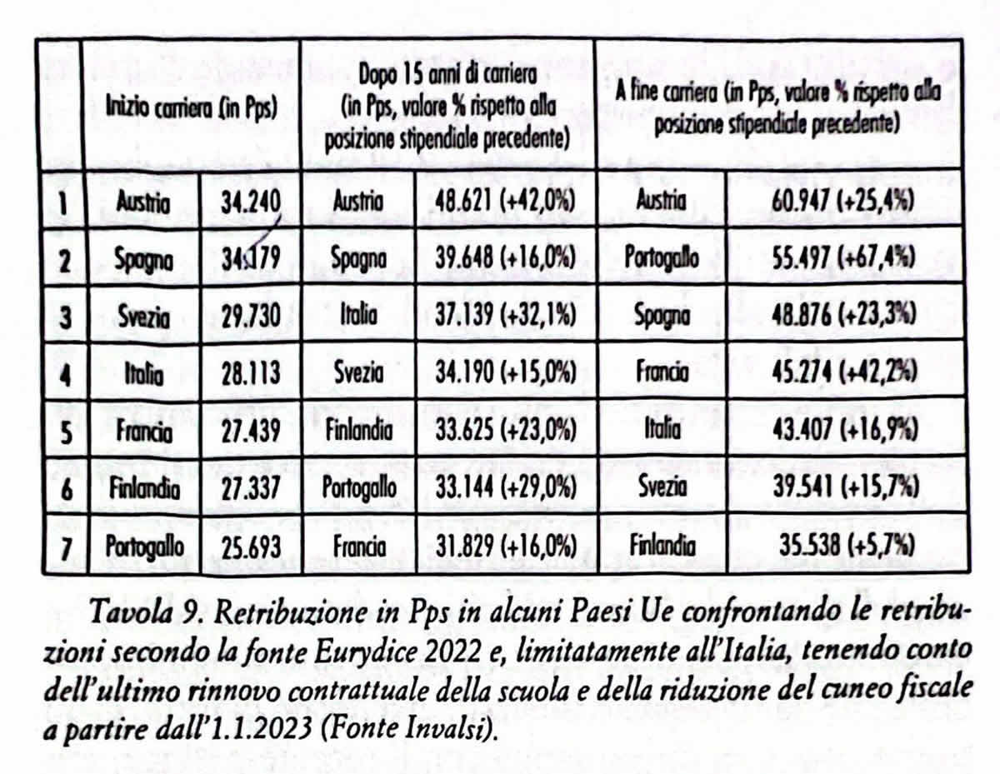 Inizio carriera (in Pps)
Dopo 15 anni di carriera
(in Pps, valore % rispetto alla
posizione stipendiale precedente)
A fine carriera (in Pps, valore % rispetto alla
posizione stipendiale precedente)
1 Austria 34.240 Austria 48.621 (+42,0%) Austria 60.947 (+25,4%)
2 Spagna 34.179 Spagna 39.648 (+16,0%) Portogallo 55.497 (+67,4%)
3 Svezia 29.730 Italia 37.139 (+32,1%) Spagna 48.876 (+23,3%)
4 Italia 28.113 Svezia 34.190 (+15,0%) Francia 45.274 (+42,2%)
5 Francia 27.439 Finlandia 33.625 (+23,0%) Italia 43.407 (+16,9%)
6 Finlandia 27.337 Portogallo 33.144 (+29,0%) Svezia 39.541 (+15,7%)
7 Portogallo 25.693 Francia 31.829 (+16,0%) Finlandia 35.538 (+5,7%)
Tavola 9. Retribuzione in Pps in alcuni Paesi Ue confrontando le retribu-
zioni secondo la fonte Eurydice 2022 e, limitatamente all'Italia, tenendo conto
dell'ultimo rinnovo contrattuale della scuola e della riduzione del cuneo fiscale
a partire dall'1.1.2023 (Fonte Invalsi).